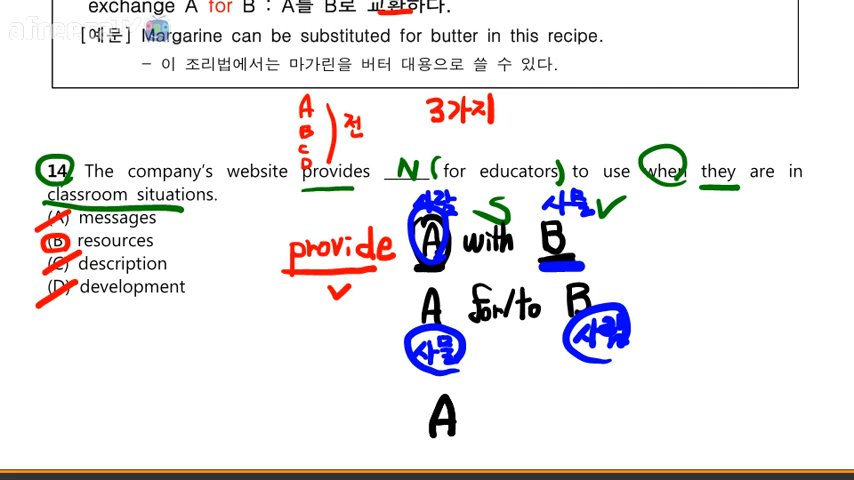 exchange A for B : A를 B로 교환하다.
afreecaTV
[예문] Margarine can be substituted for butter in this recipe.
- 이 조리법에서는 마가린을 버터 대용으로 쓸 수 있다.
A
B
C
D
전
3가지
14. The company's website provides _____ N ( for educators ) to use when they are in
classroom situations.
(A) messages
(B) resources
(C) description
(D) development
사람 S 사물
provide A with B
A for/to B
사물 사람
A